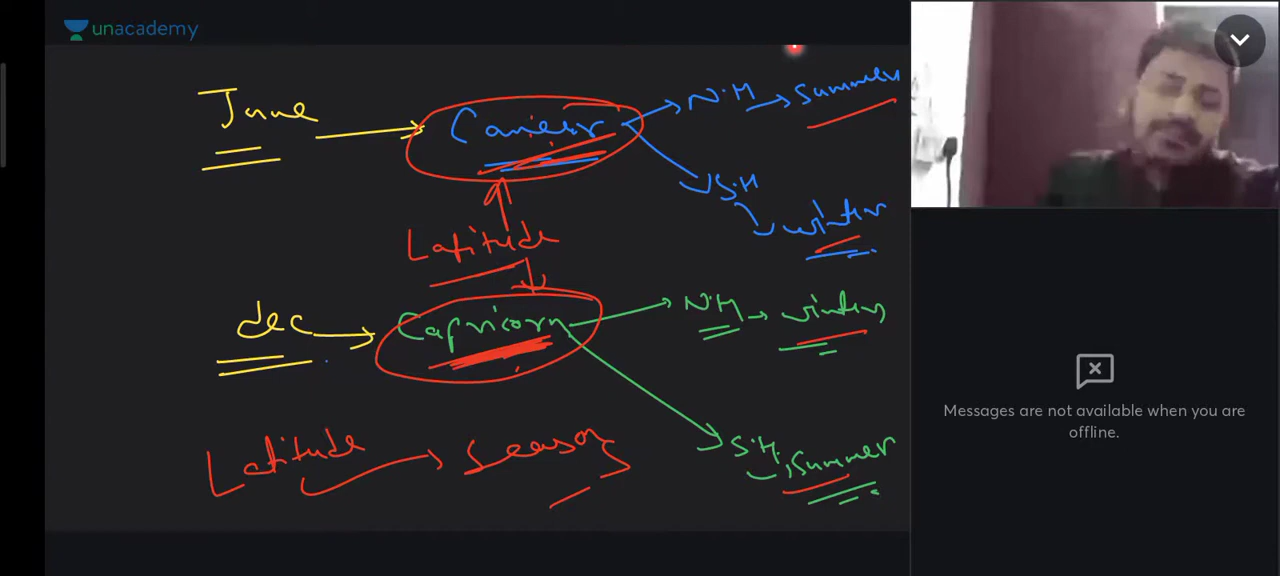 unacademy
June → Cancer → N.H → Summer
S.H
winter
Latitude
dec → Capricorn → N.H → winter
Latitude → Season
S.H. Summer
Messages are not available when you are
offline.